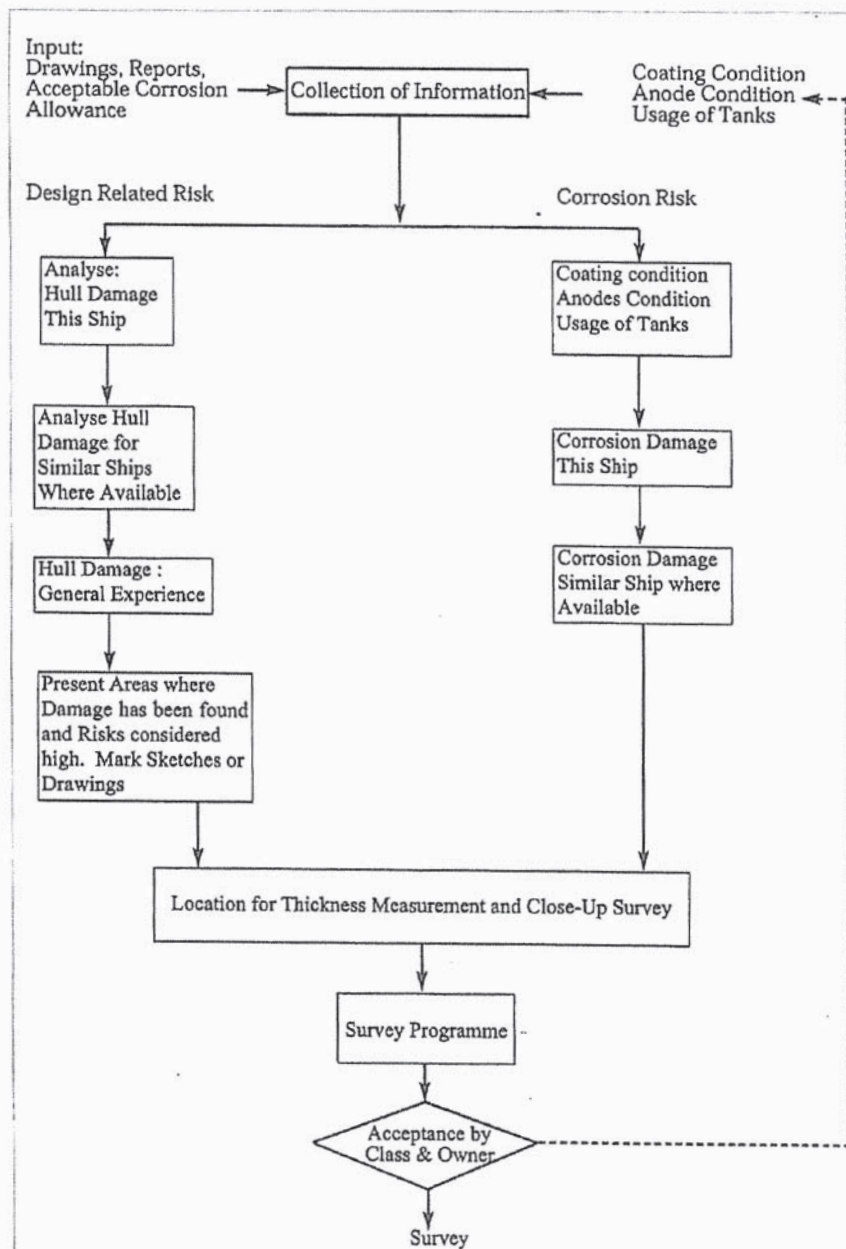 Input:
Drawings, Reports,
Acceptable Corrosion
Allowance
Collection of Information
Coating Condition
Anode Condition
Usage of Tanks
Design Related Risk
Corrosion Risk
Analyse:
Hull Damage
This Ship
Analyse Hull
Damage for
Similar Ships
Where Available
Hull Damage :
General Experience
Present Areas where
Damage has been found
and Risks considered
high. Mark Sketches or
Drawings
Coating condition
Anodes Condition
Usage of Tanks
Corrosion Damage
This Ship
Corrosion Damage
Similar Ship where
Available
Location for Thickness Measurement and Close-Up Survey
Survey Programme
Acceptance by
Class & Owner
Survey